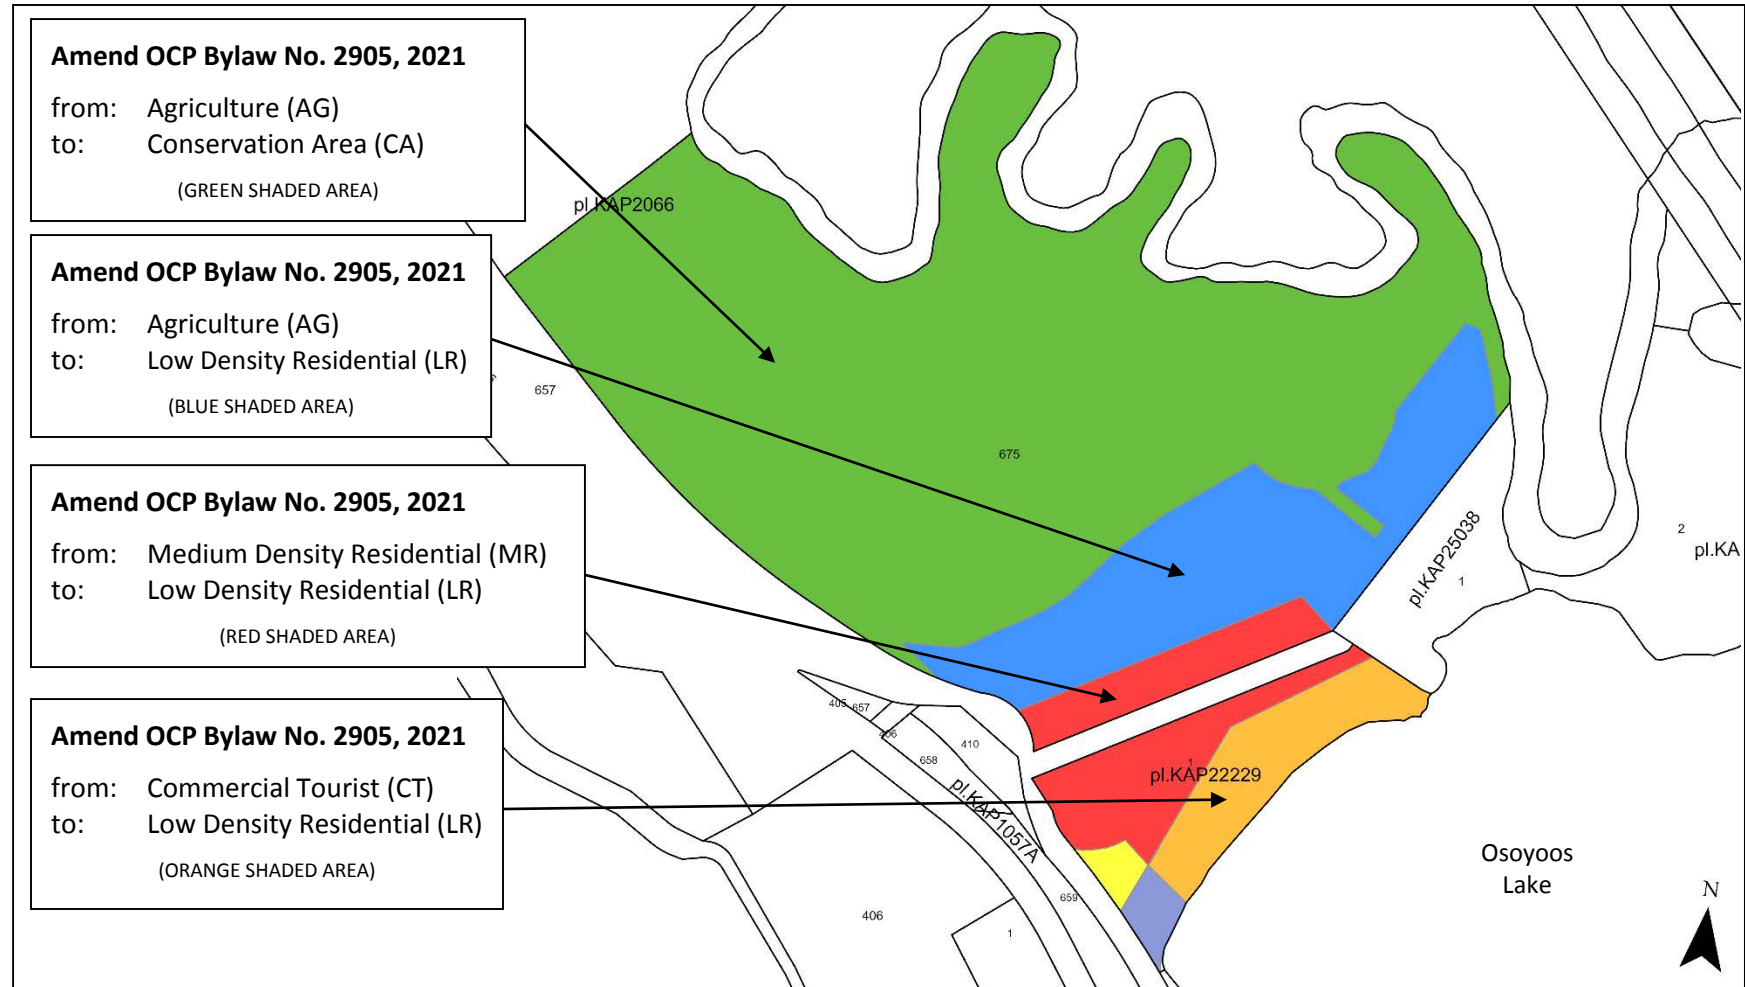 Amend OCP Bylaw No. 2905, 2021
from: Agriculture (AG)
to: Conservation Area (CA)
(GREEN SHADED AREA)
Amend OCP Bylaw No. 2905, 2021
from: Agriculture (AG)
to: Low Density Residential (LR)
(BLUE SHADED AREA)
Amend OCP Bylaw No. 2905, 2021
from: Medium Density Residential (MR)
to: Low Density Residential (LR)
(RED SHADED AREA)
Amend OCP Bylaw No. 2905, 2021
from: Commercial Tourist (CT)
to: Low Density Residential (LR)
(ORANGE SHADED AREA)
pl.KAP2066
657
675
pl.KAP25038
1
2
pl.KA
405
657
406
658
410
pl.KAP1057A
1
pl.KAP22229
659
406
1
Osoyoos
Lake
N